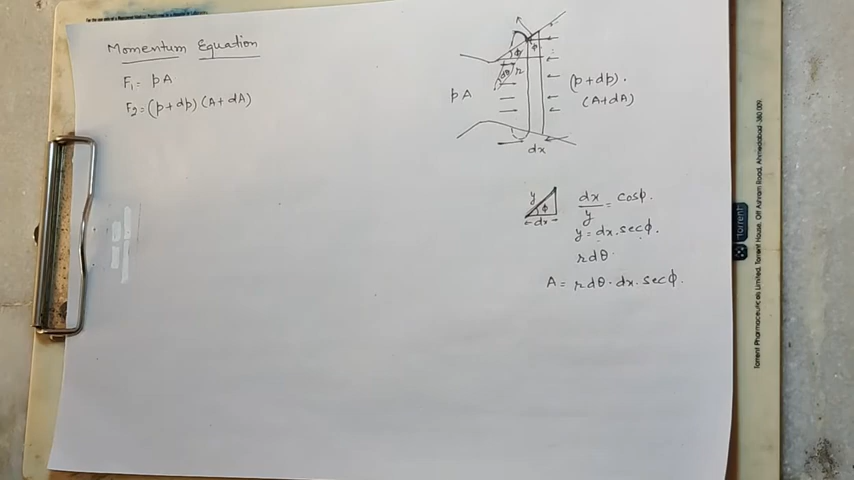 Momentum Equation
F₁ = pA
F₂ = (p + dp) (A + dA)
ϕ
ϕ
dθ
r
pA
(p + dp).
(A + dA)
dx
y
ϕ
dx
dx/y = cosϕ.
y = dx. secϕ.
rdθ.
A = rdθ. dx. secϕ.
torrent
Torrent Pharmaceuticals Limited, Torrent House, Off Ashram Road, Ahmedabad-380 009.